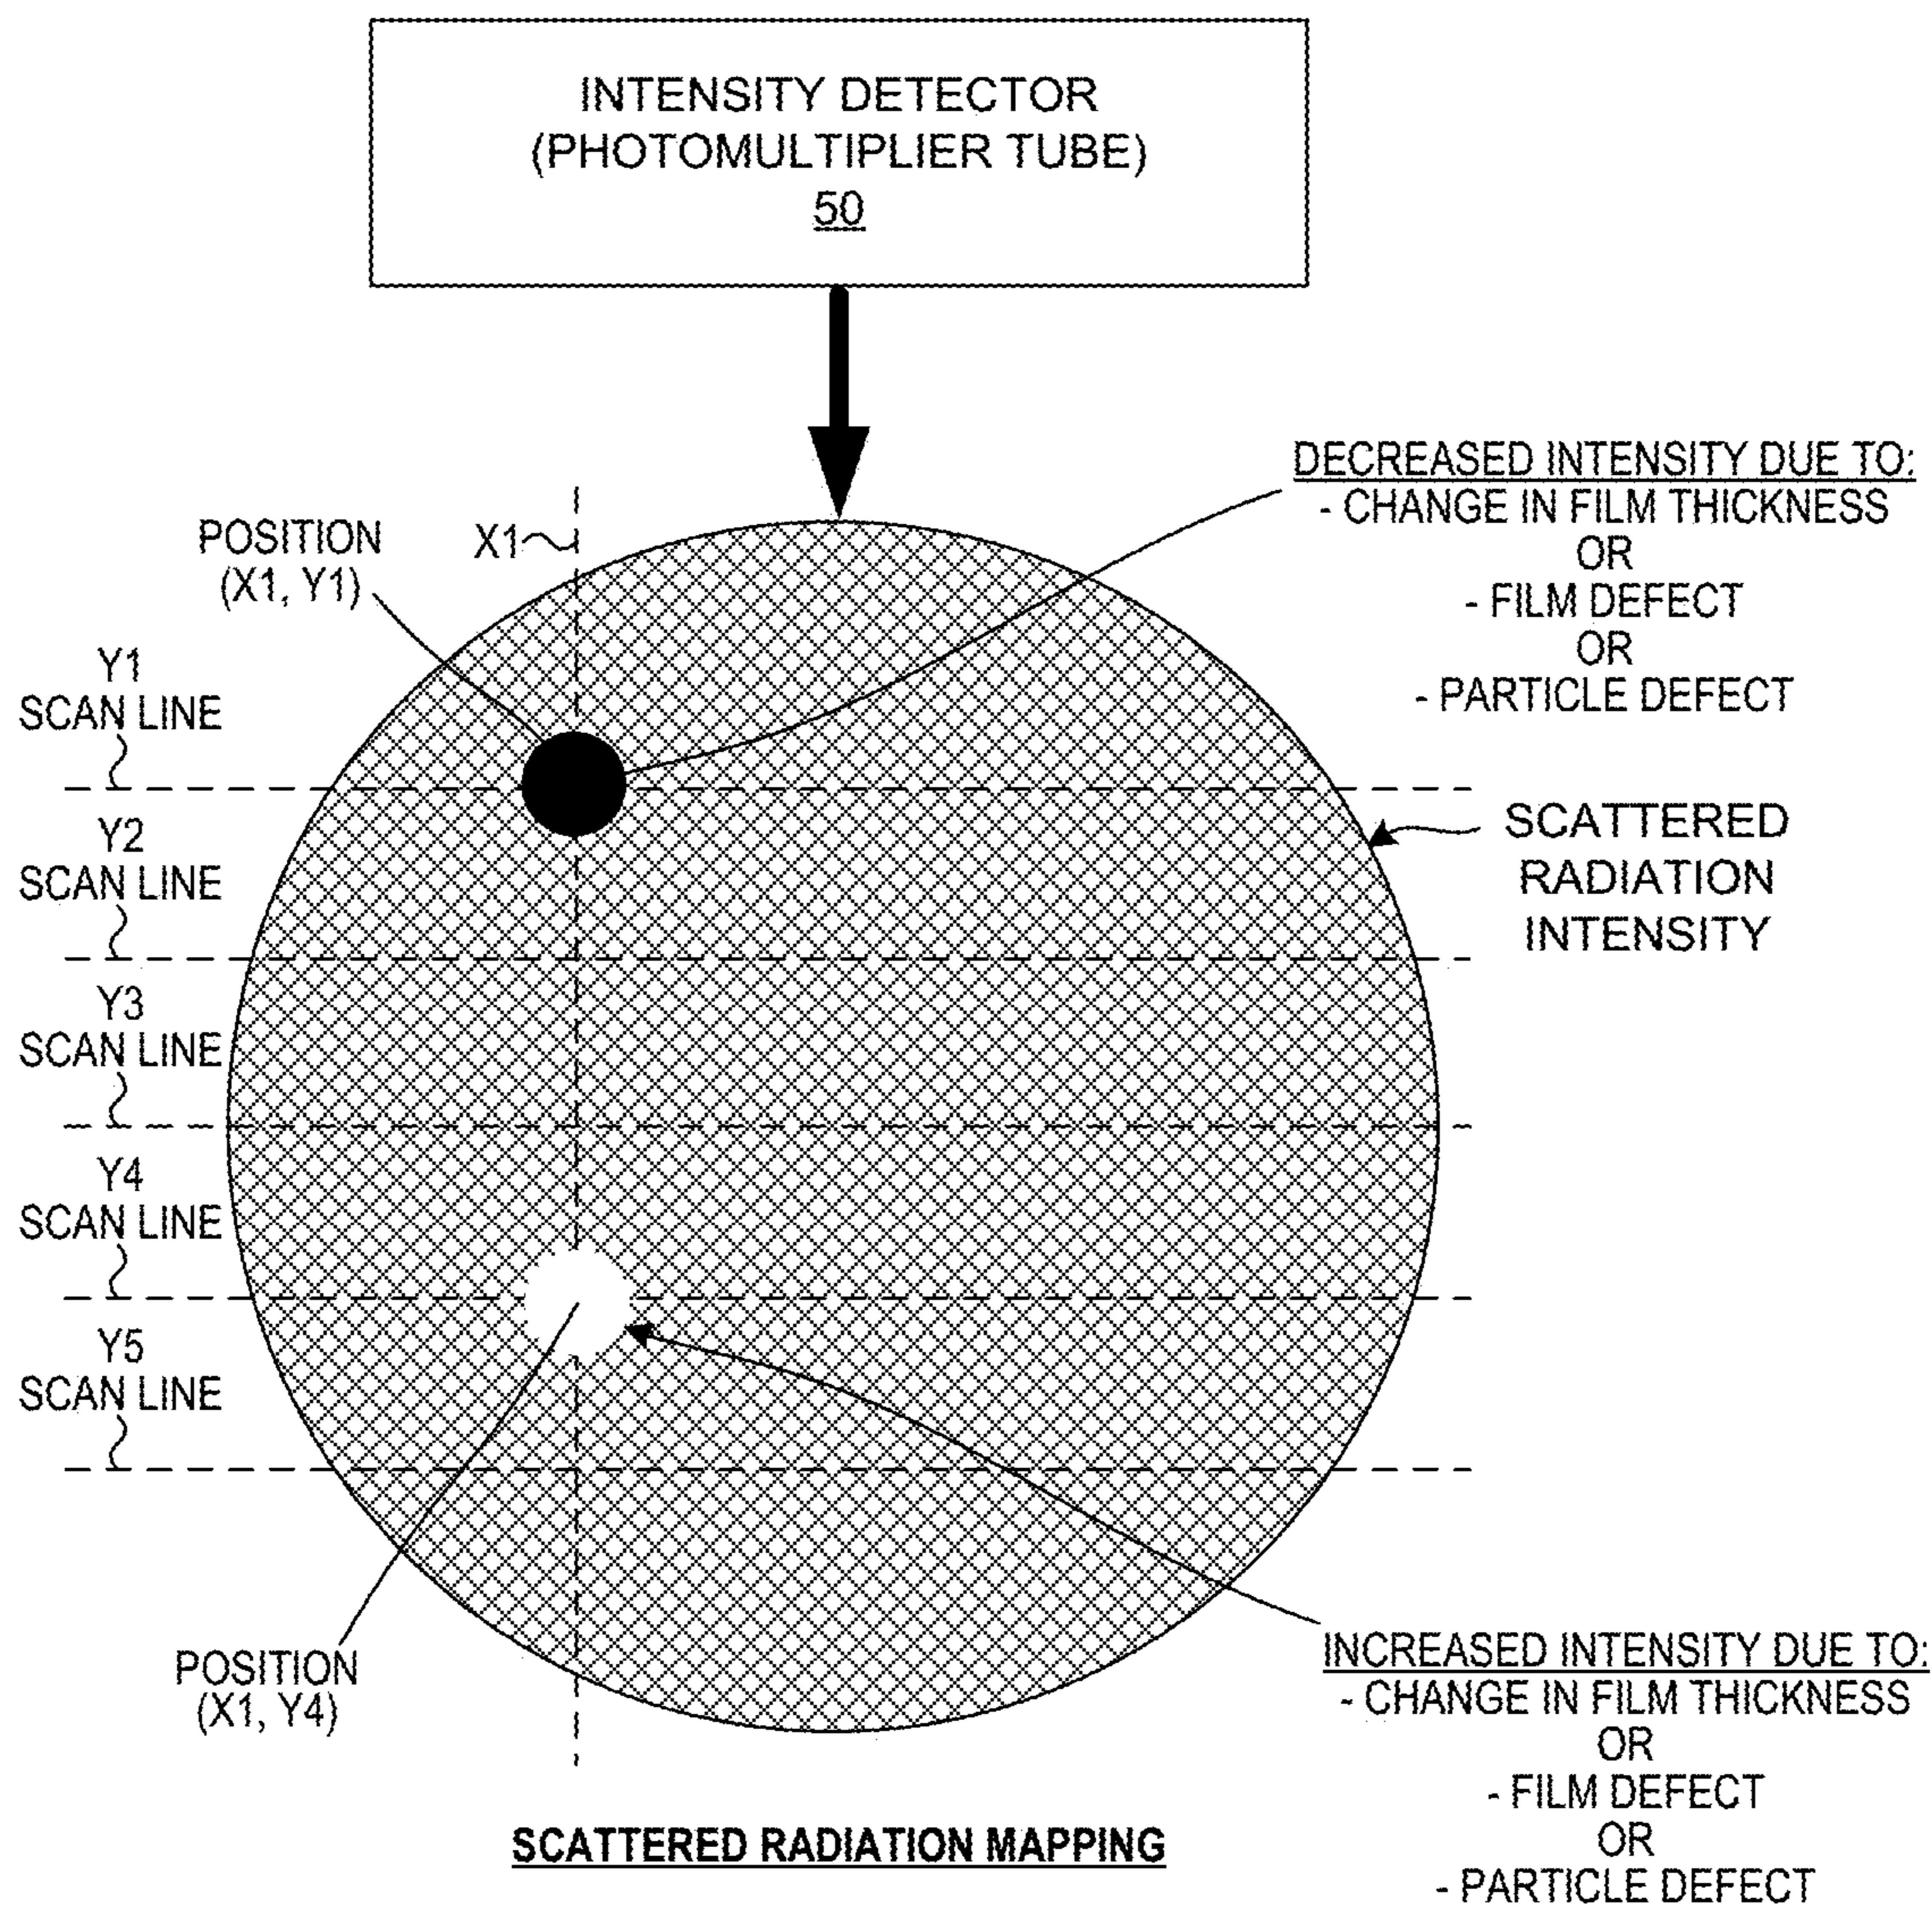 INTENSITY DETECTOR
(PHOTOMULTIPLIER TUBE)
50
DECREASED INTENSITY DUE TO:
- CHANGE IN FILM THICKNESS
OR
- FILM DEFECT
OR
- PARTICLE DEFECT
POSITION
(X1, Y1)
X1
Y1
SCAN LINE
Y2
SCAN LINE
SCATTERED
RADIATION
INTENSITY
Y3
SCAN LINE
Y4
SCAN LINE
Y5
SCAN LINE
POSITION
(X1, Y4)
INCREASED INTENSITY DUE TO:
- CHANGE IN FILM THICKNESS
OR
- FILM DEFECT
OR
- PARTICLE DEFECT
SCATTERED RADIATION MAPPING